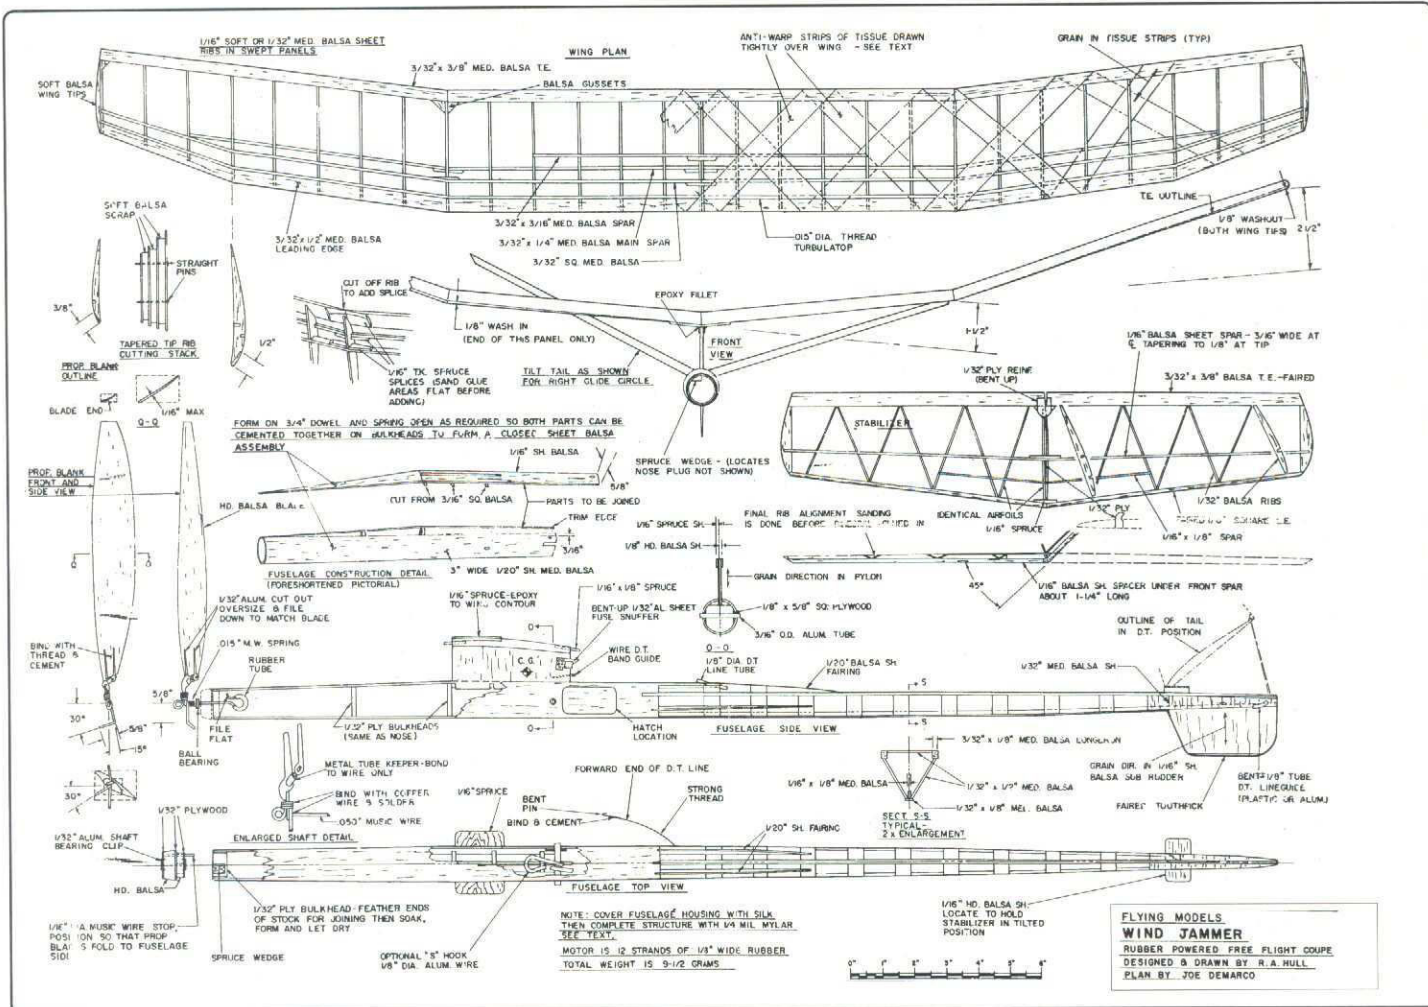 1/16" SOFT OR 1/32" MED. BALSA SHEET
RIBS IN SWEPT PANELS
WING PLAN
ANTI-WARP STRIPS OF TISSUE DRAWN
TIGHTLY OVER WING - SEE TEXT
GRAIN IN TISSUE STRIPS (TYP.)
SOFT BALSA
WING TIPS
3/32" x 3/8" MED. BALSA T.E.
BALSA GUSSETS
SOFT BALSA
SCRAP
STRAIGHT
PINS
3/8"
TAPERED TIP RIB
CUTTING STACK
1/2"
3/32" x 1/2" MED. BALSA
LEADING EDGE
3/32" x 3/16" MED. BALSA SPAR
3/32" x 1/4" MED. BALSA MAIN SPAR
3/32" SQ. MED. BALSA
.015" DIA. THREAD
TURBULATOR
T.E. OUTLINE
1/8" WASHOUT
(BOTH WING TIPS)
2 1/2"
CUT OFF RIB
TO ADD SPLICE
1/16" TK. SPRUCE
SPLICES (SAND GLUE
AREAS FLAT BEFORE
ADDING)
1/8" WASH IN
(END OF THIS PANEL ONLY)
EPOXY FILLET
FRONT
VIEW
1-1/2"
TILT TAIL AS SHOWN
FOR RIGHT GLIDE CIRCLE
SPRUCE WEDGE - (LOCATES
NOSE PLUG NOT SHOWN)
1/16" BALSA SHEET SPAR - 3/16" WIDE AT
℄ TAPERING TO 1/8" AT TIP
1/32" PLY
(BENT UP)
3/32" x 3/8" BALSA T.E.-FAIRED
STABILIZER
IDENTICAL AIRFOILS
1/16" SPRUCE
1/32" PLY
1/32" BALSA RIBS
1/16" x 1/8" SPAR
PROP. BLANK
OUTLINE
BLADE END
1/16" MAX
Q-Q
PROP. BLANK
FRONT AND
SIDE VIEW
HD. BALSA
FORM ON 3/4" DOWEL AND SPRING OPEN AS REQUIRED SO BOTH PARTS CAN BE
CEMENTED TOGETHER ON BULKHEADS TO FORM A CLOSED SHEET BALSA
ASSEMBLY
1/16" SH. BALSA
5/8"
CUT FROM 3/16" SQ. BALSA
PARTS TO BE JOINED
TRIM EDGE
3/16"
3" WIDE 1/20" SH. MED. BALSA
FUSELAGE CONSTRUCTION DETAIL
(FORESHORTENED PICTORIAL)
FINAL RIB ALIGNMENT SANDING
IS DONE BEFORE
45°
1/16" BALSA SH. SPACER UNDER FRONT SPAR
ABOUT 1-1/4" LONG
1/16" SPRUCE SH.
1/8" HD. BALSA SH.
GRAIN DIRECTION IN PYLON
1/8" x 5/8" SQ. PLYWOOD
3/16" O.D. ALUM. TUBE
O-O
1/32" ALUM. CUT OUT
OVERSIZE & FILE
DOWN TO MATCH BLADE
.015" M.W. SPRING
RUBBER
TUBE
BIND WITH
THREAD &
CEMENT
5/8"
30°
5/8"
15°
FILE
FLAT
BALL
BEARING
30°
1/16" SPRUCE-EPOXY
TO WING CONTOUR
BENT-UP 1/32" AL. SHEET
FUSE SNUFFER
1/16" x 1/8" SPRUCE
WIRE D.T.
BAND GUIDE
C.G.
O
O
1/8" DIA. D.T.
LINE TUBE
1/20" BALSA SH.
FAIRING
OUTLINE OF TAIL
IN D.T. POSITION
1/32" MED. BALSA SH.
1/32" PLY BULKHEADS
(SAME AS NOSE)
HATCH
LOCATION
FUSELAGE SIDE VIEW
S
S
3/32" x 1/8" MED. BALSA LONGERON
1/16" x 1/8" MED. BALSA
1/32" x 1/8" MED. BALSA
SECT. S-S
TYPICAL-
2x ENLARGEMENT
GRAIN DIR. IN 1/16" SH.
BALSA SUB RUDDER
FAIRED TOOTHPICK
BENT 1/8" TUBE
D.T. LINEGUIDE
(PLASTIC OR ALUM.)
METAL TUBE KEEPER-BOND
TO WIRE ONLY
BIND WITH COPPER
WIRE & SOLDER
MUSIC WIRE
ENLARGED SHAFT DETAIL
1/16" SPRUCE
FORWARD END OF D.T. LINE
BENT
PIN
BIND & CEMENT
STRONG
THREAD
1/20" SH. FAIRING
1/32" PLYWOOD
1/32" ALUM. SHAFT
BEARING CLIP
HD. BALSA
MUSIC WIRE STOP,
SO THAT PROP
FOLD TO FUSELAGE
SPRUCE WEDGE
1/32" PLY BULKHEAD-FEATHER ENDS
OF STOCK FOR JOINING THEN SOAK,
FORM AND LET DRY
OPTIONAL "S" HOOK
1/8" DIA. ALUM. WIRE
FUSELAGE TOP VIEW
NOTE: COVER FUSELAGE HOUSING WITH SILK
THEN COMPLETE STRUCTURE WITH 1/4 MIL MYLAR
SEE TEXT.
MOTOR IS 12 STRANDS OF 1/8" WIDE RUBBER
TOTAL WEIGHT IS 9-1/2 GRAMS
1/16" HD. BALSA SH.
LOCATE TO HOLD
STABILIZER IN TILTED
POSITION
0" 1" 2" 3" 4" 5" 6"
FLYING MODELS
WIND JAMMER
RUBBER POWERED FREE FLIGHT COUPE
DESIGNED & DRAWN BY R.A. HULL
PLAN BY JOE DEMARCO